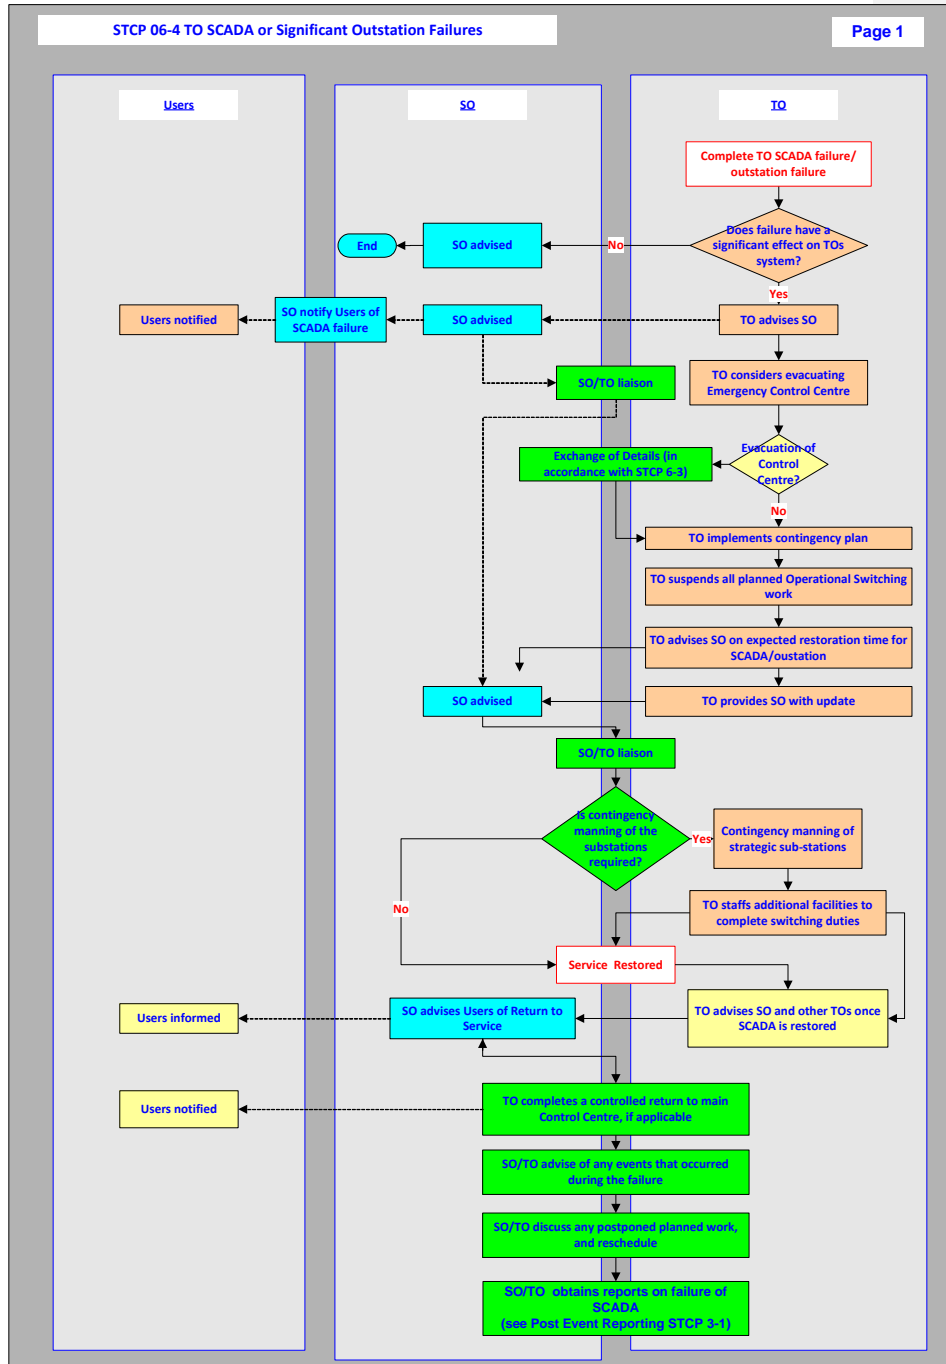 STCP 06-4 TO SCADA or Significant Outstation Failures
Page 1
Users
SO
TO
Complete TO SCADA failure/
outstation failure
Does failure have a
significant effect on TOs
system?
No
SO advised
End
Yes
TO advises SO
SO advised
SO notify Users of
SCADA failure
Users notified
TO considers evacuating
Emergency Control Centre
SO/TO liaison
Evacuation of
Control
Centre?
Exchange of Details (in
accordance with STCP 6-3)
No
TO implements contingency plan
TO suspends all planned Operational Switching
work
TO advises SO on expected restoration time for
SCADA/oustation
TO provides SO with update
SO advised
SO/TO liaison
Is contingency
manning of the
substations
required?
Yes
Contingency manning of
strategic sub-stations
No
TO staffs additional facilities to
complete switching duties
Service Restored
TO advises SO and other TOs once
SCADA is restored
SO advises Users of Return to
Service
Users informed
TO completes a controlled return to main
Control Centre, if applicable
Users notified
SO/TO advise of any events that occurred
during the failure
SO/TO discuss any postponed planned work,
and reschedule
SO/TO obtains reports on failure of
SCADA
(see Post Event Reporting STCP 3-1)